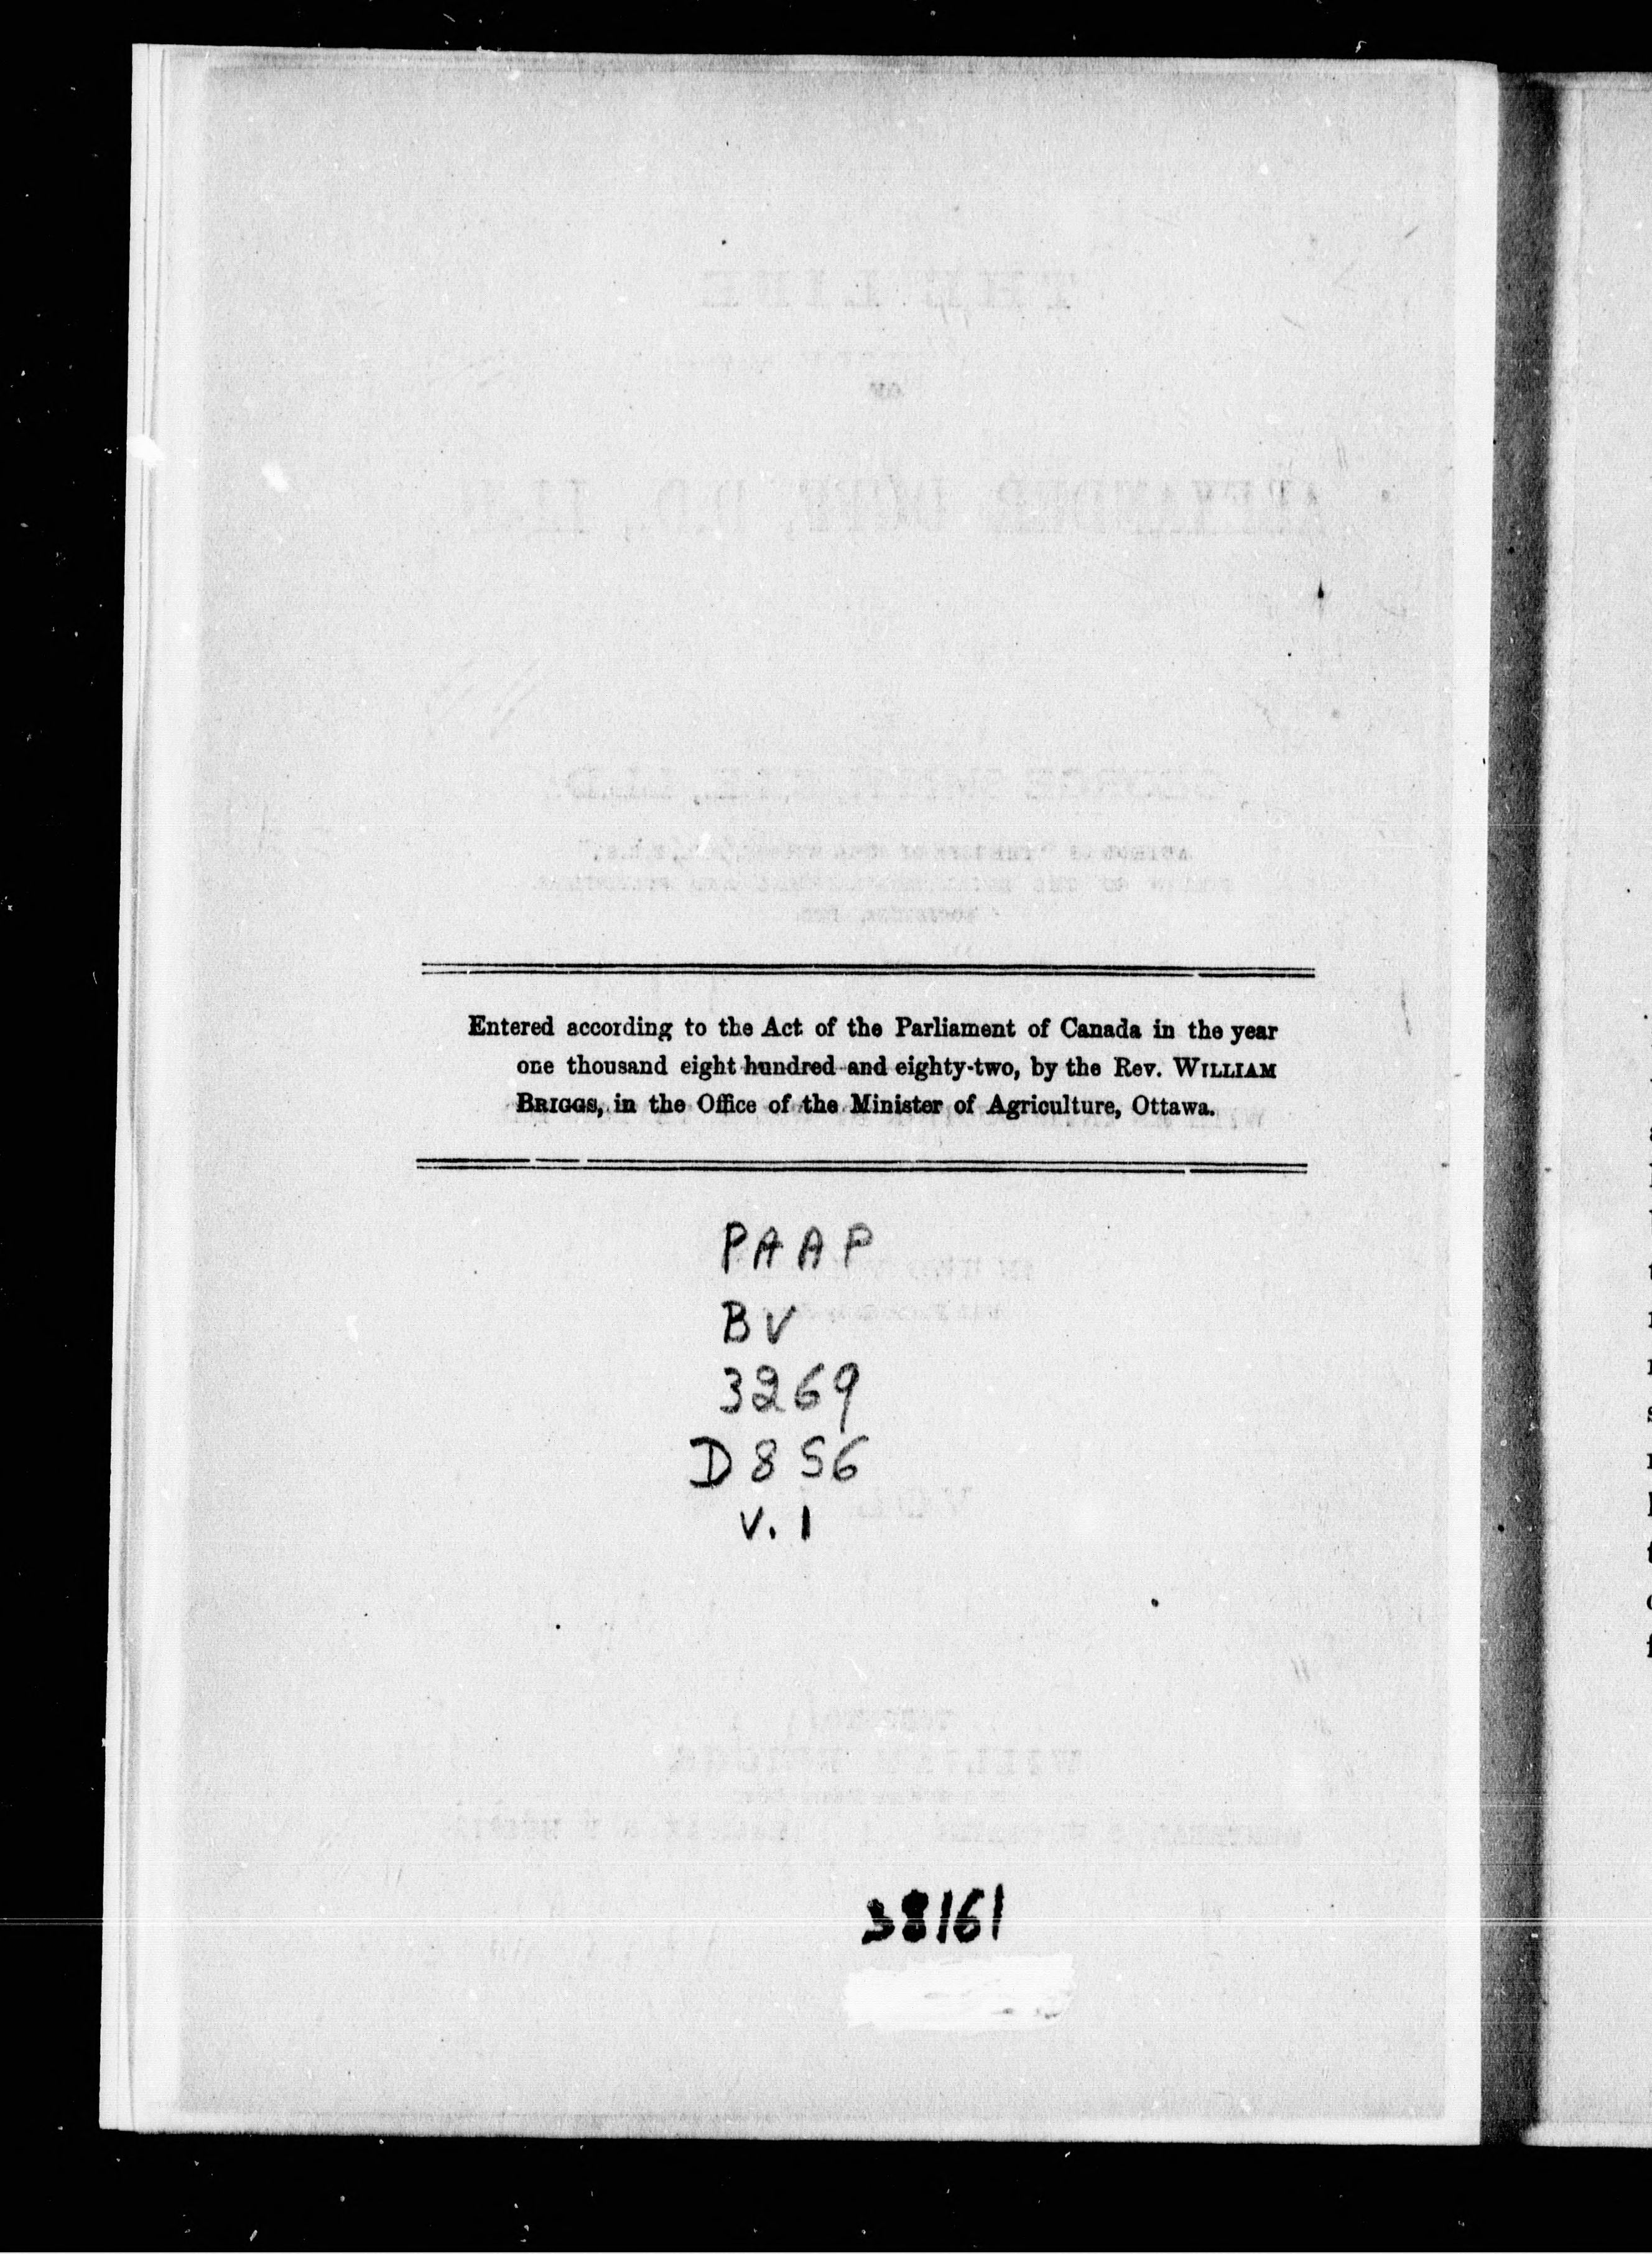 Entered according to the Act of the Parliament of Canada in the year
one thousand eight hundred and eighty-two, by the Rev. WILLIAM
BRIGGS, in the Office of the Minister of Agriculture, Ottawa.
PAAP
BV
3269
D856
v. 1
38161